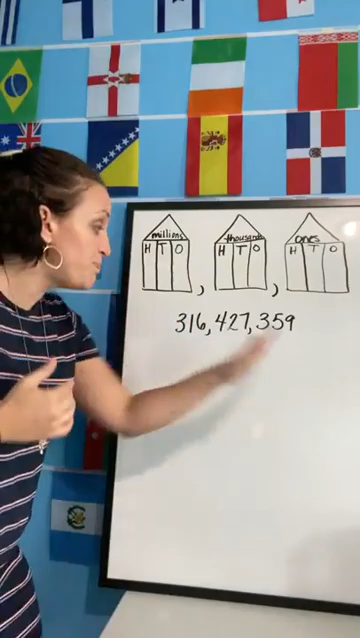 millions thousands ones
H T O H T O H T O
, ,
316,427,359